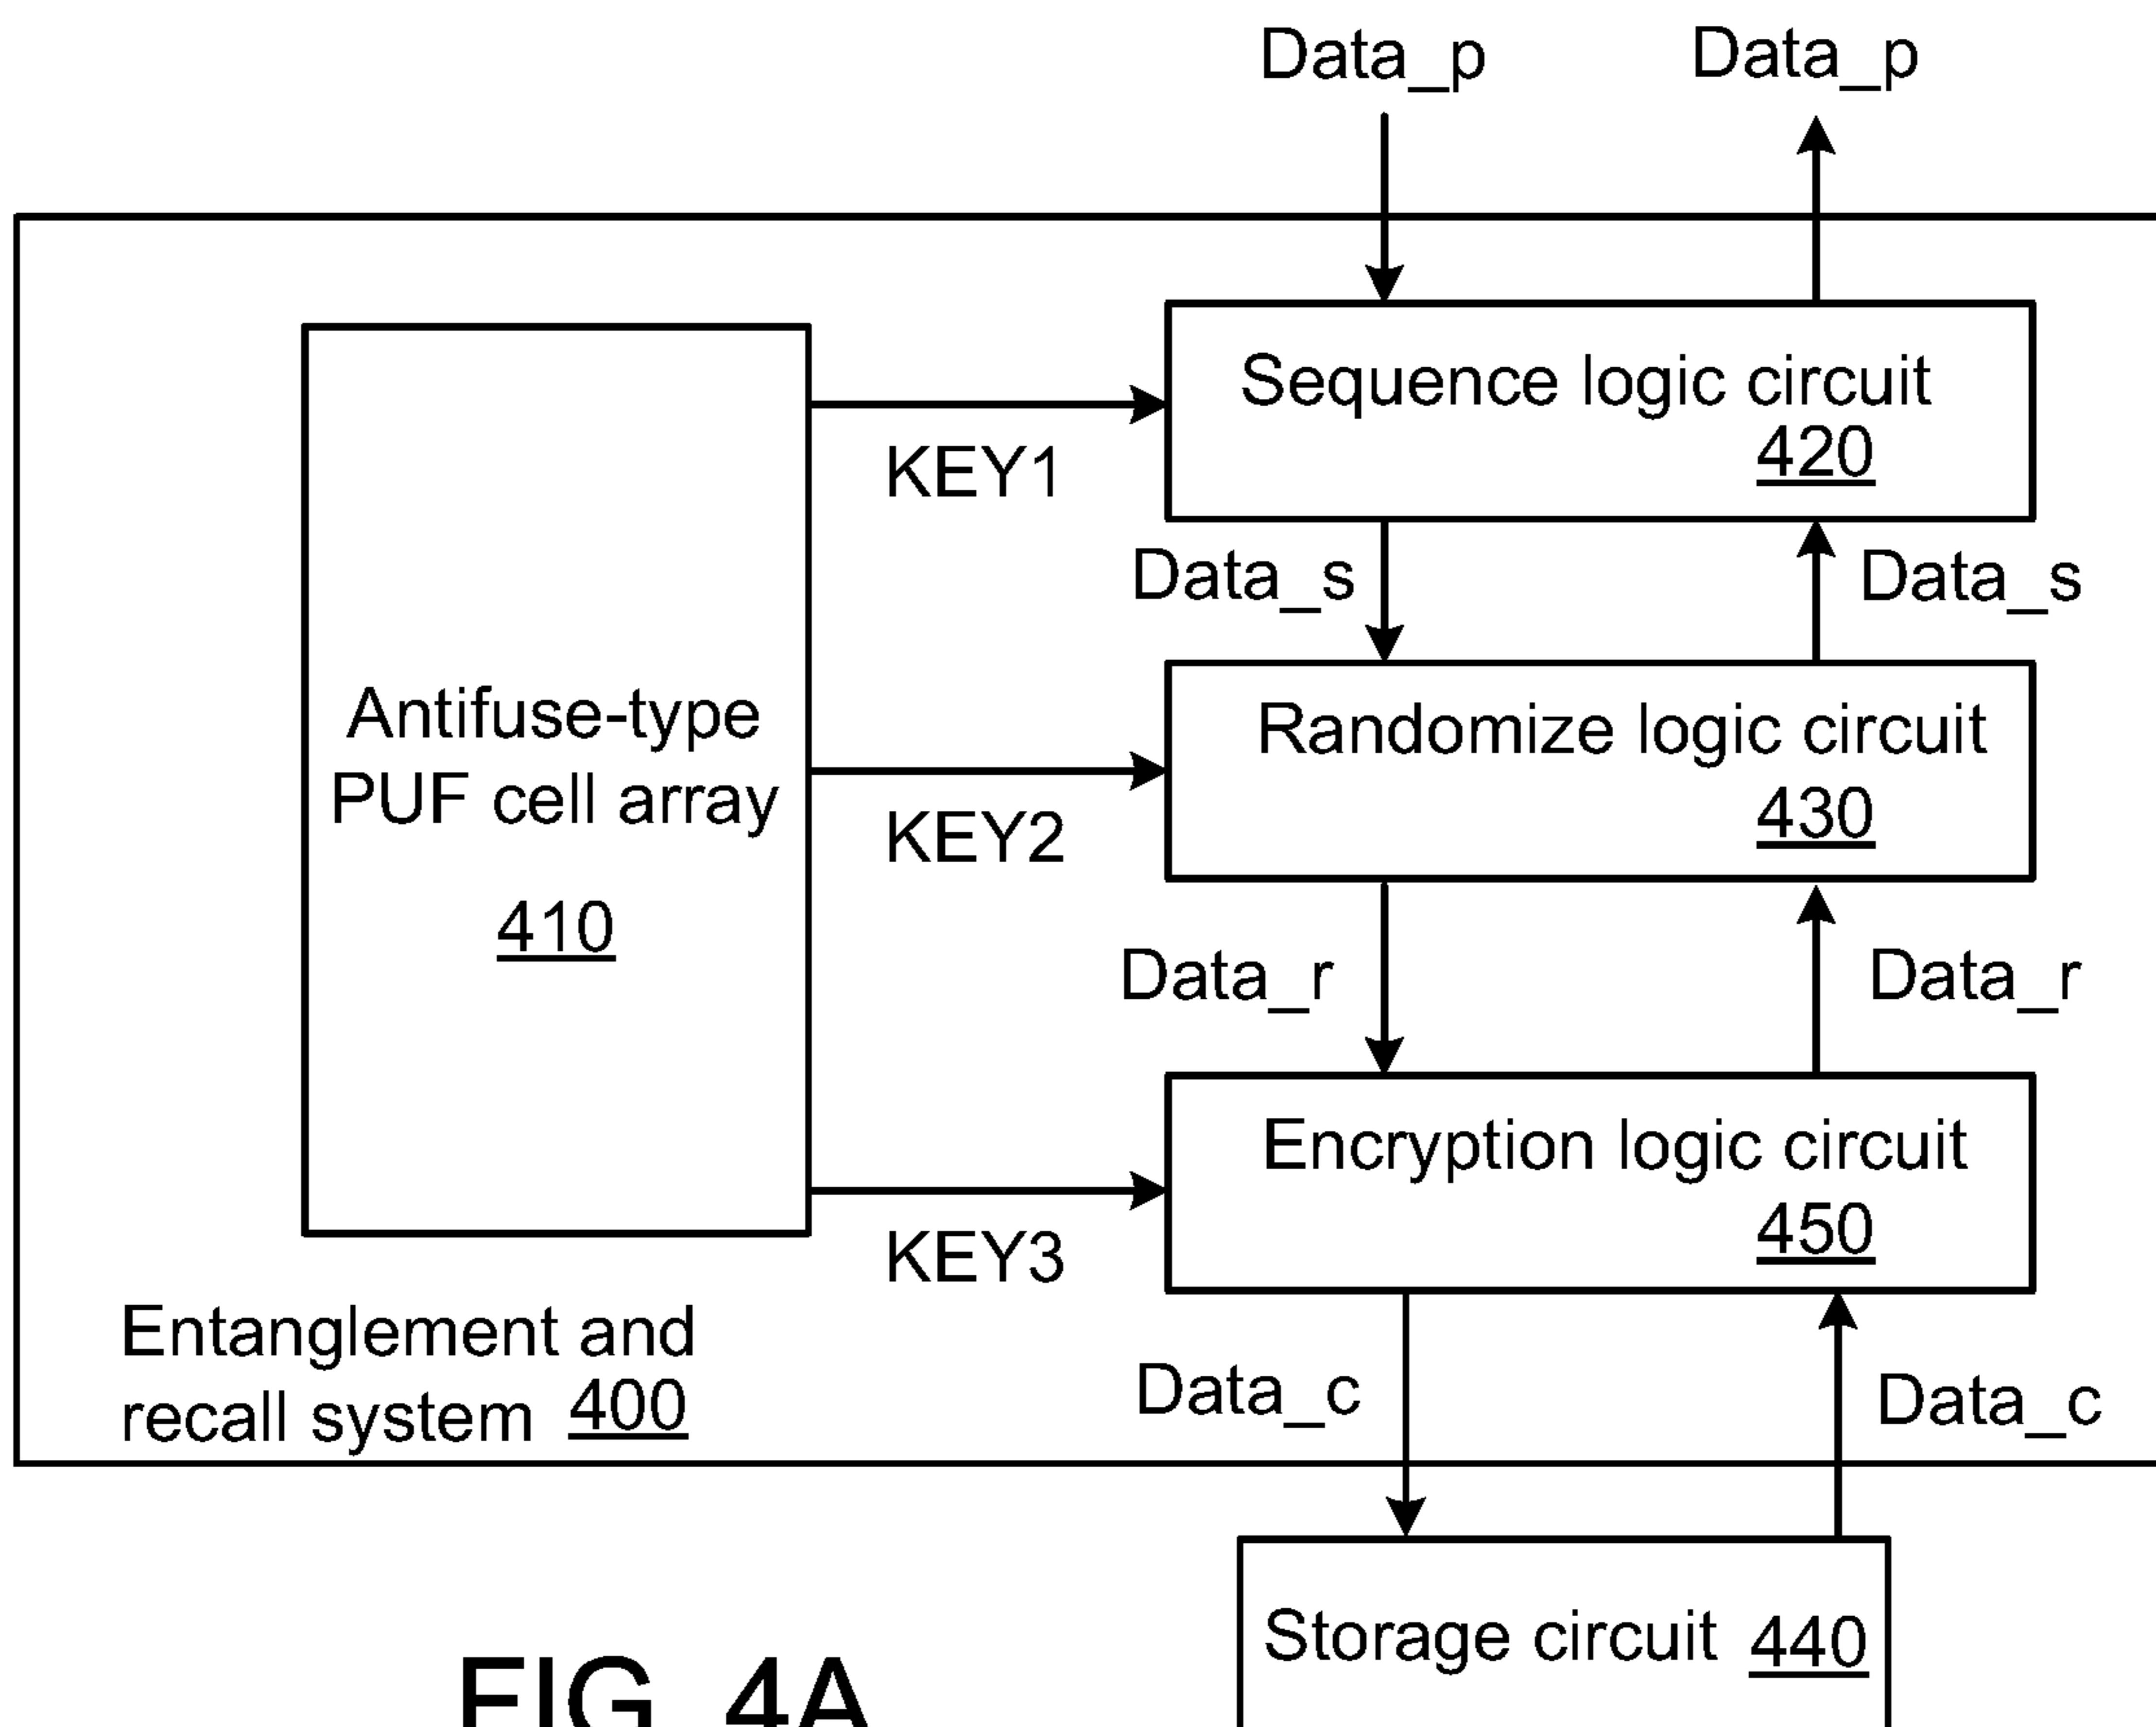 Data_p
Data_p
Sequence logic circuit
420
KEY1
Data_s
Data_s
Antifuse-type
PUF cell array
410
Randomize logic circuit
430
KEY2
Data_r
Data_r
Encryption logic circuit
450
KEY3
Entanglement and
recall system 400
Data_c
Data_c
Storage circuit 440
FIG. 4A